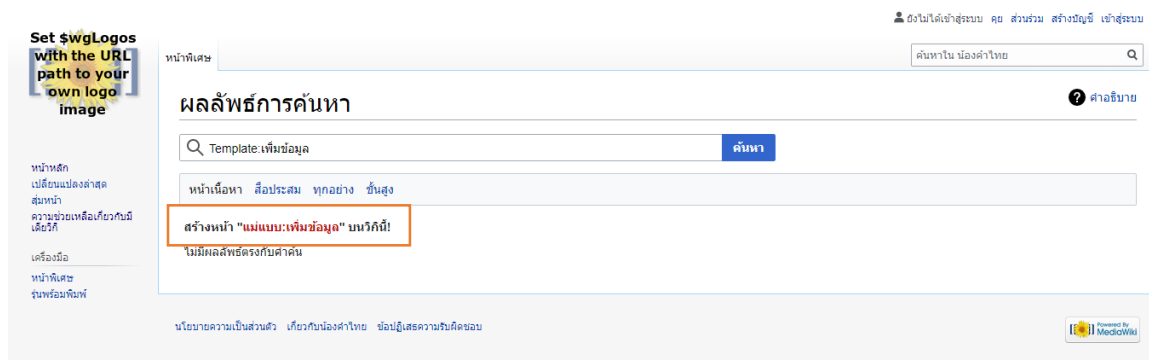 ยังไม่ได้เข้าสู่ระบบ คุย ส่วนร่วม สร้างบัญชี เข้าสู่ระบบ
Set $wgLogos
with the URL
path to your
own logo
image
หน้าพิเศษ
ค้นหาใน น้องคำไทย
ผลลัพธ์การค้นหา
คำอธิบาย
Template:เพิ่มข้อมูล
ค้นหา
หน้าเนื้อหา สื่อประสม ทุกอย่าง ขั้นสูง
สร้างหน้า "แม่แบบ:เพิ่มข้อมูล" บนวิกินี้!
ไม่มีผลลัพธ์ตรงกับคำค้น
หน้าหลัก
เปลี่ยนแปลงล่าสุด
สุ่มหน้า
ความช่วยเหลือเกี่ยวกับมี
เดียวิกิ
เครื่องมือ
หน้าพิเศษ
รุ่นพร้อมพิมพ์
นโยบายความเป็นส่วนตัว เกี่ยวกับน้องคำไทย ข้อปฏิเสธความรับผิดชอบ
Powered By
MediaWiki